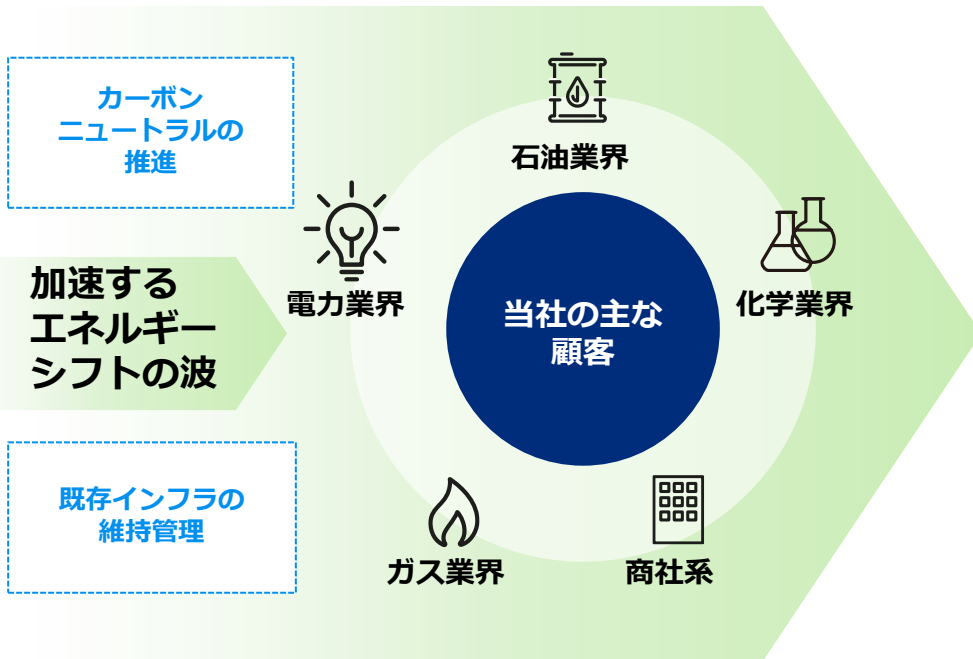 カーボン
ニュートラルの
推進
加速する
エネルギー
シフトの波
既存インフラの
維持管理
石油業界
電力業界
化学業界
当社の主な
顧客
ガス業界
商社系